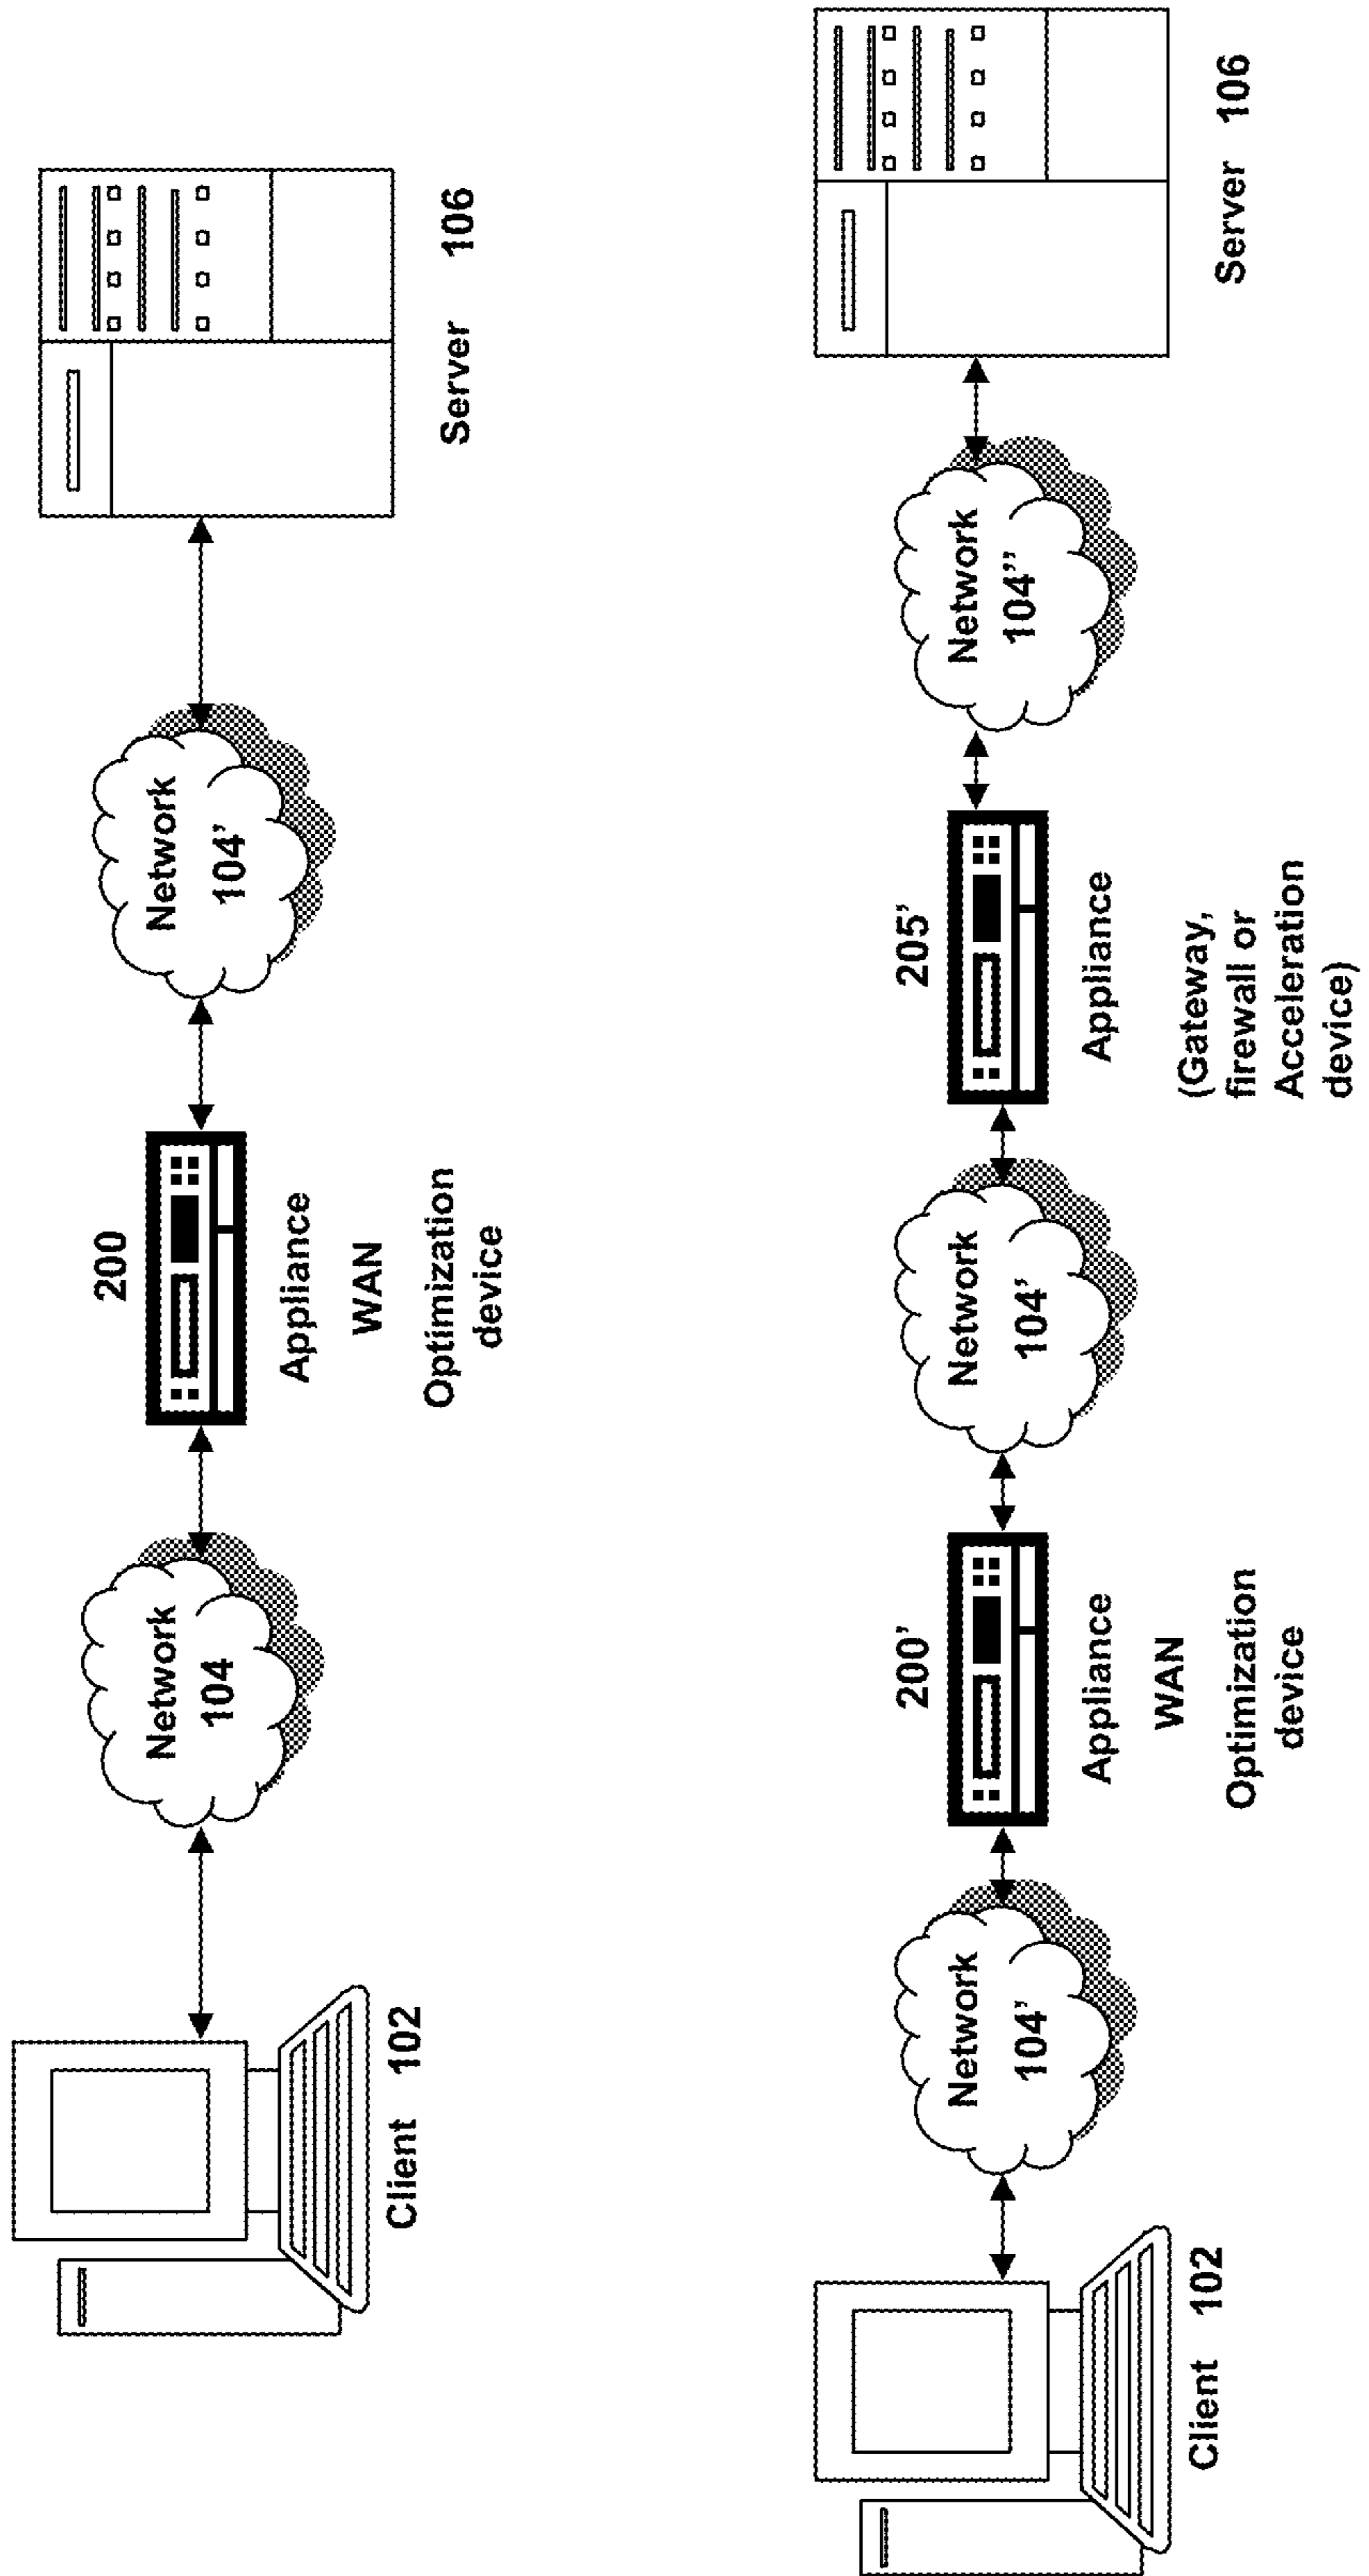 Client 102
Network
104
200
Appliance
WAN
Optimization
device
Network
104'
Server 106
Client 102
Network
104'
200'
Appliance
WAN
Optimization
device
Network
104'
205'
Appliance
(Gateway,
firewall or
Acceleration
device)
Network
104''
Server 106